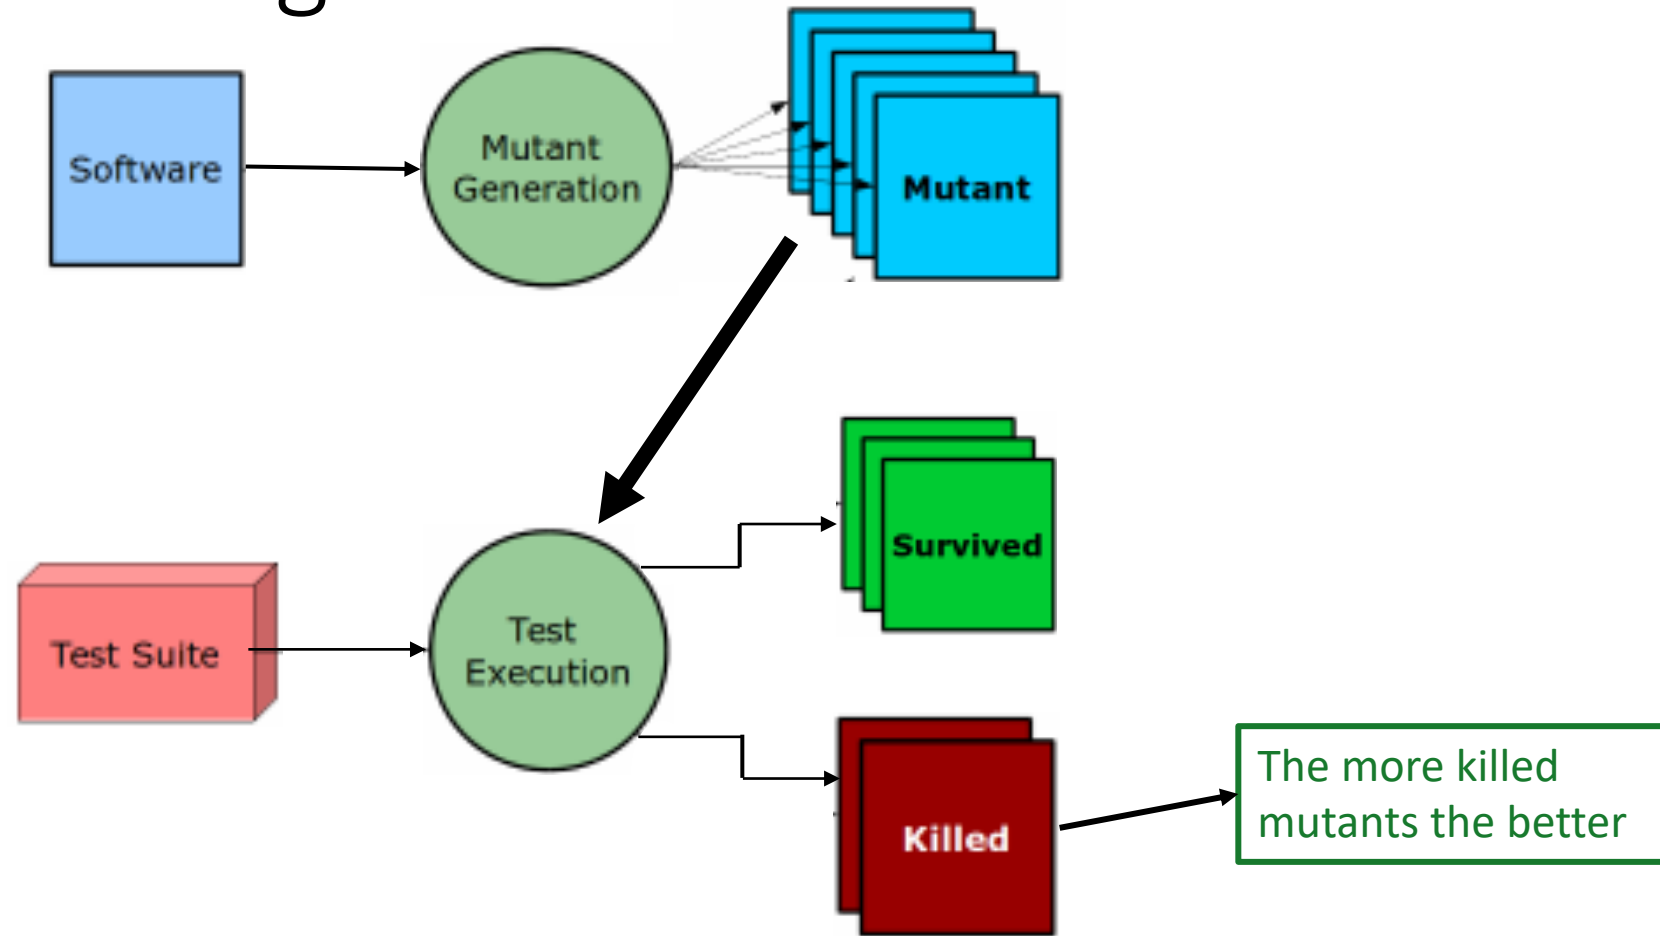 Software
Mutant
Generation
Mutant
Test Suite
Test
Execution
Survived
Killed
The more killed
mutants the better